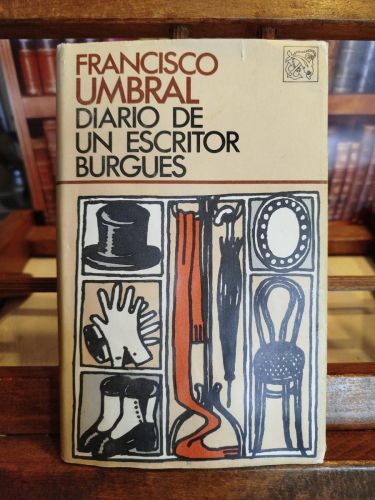 FRANCISCO
UMBRAL
DIARIO DE
UN ESCRITOR
BURGUES